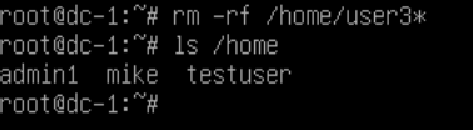 root@dc-1:~# rm -rf /home/user3*
root@dc-1:~# ls /home
admin1  mike  testuser
root@dc-1:~#